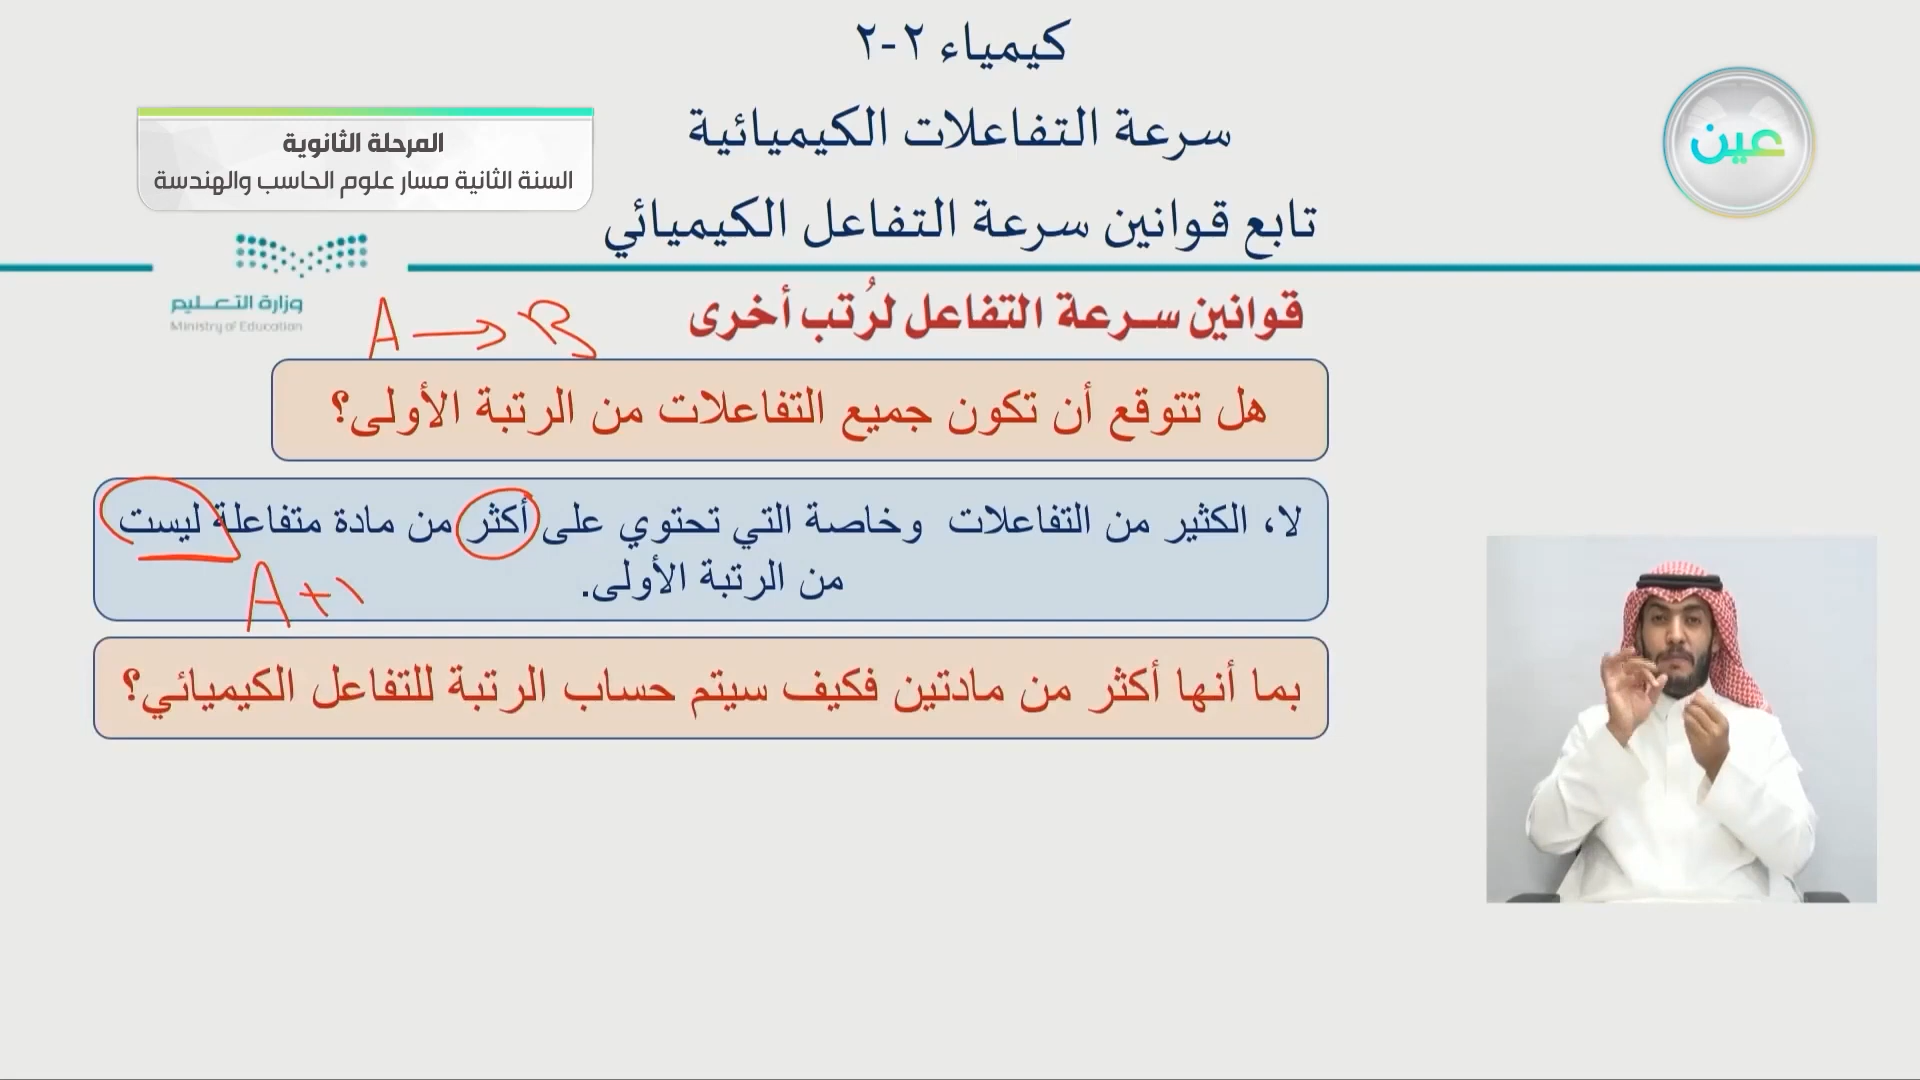 كيمياء ٢-٢
سرعة التفاعلات الكيميائية
تابع قوانين سرعة التفاعل الكيميائي
المرحلة الثانوية
السنة الثانية مسار علوم الحاسب والهندسة
عين
وزارة التعـــليم
Ministry of Education
قوانين سـرعة التفاعل لرُتب أخرى
A → B
هل تتوقع أن تكون جميع التفاعلات من الرتبة الأولى؟
لا، الكثير من التفاعلات وخاصة التي تحتوي على أكثر من مادة متفاعلة ليست
من الرتبة الأولى.
A +
بما أنها أكثر من مادتين فكيف سيتم حساب الرتبة للتفاعل الكيميائي؟